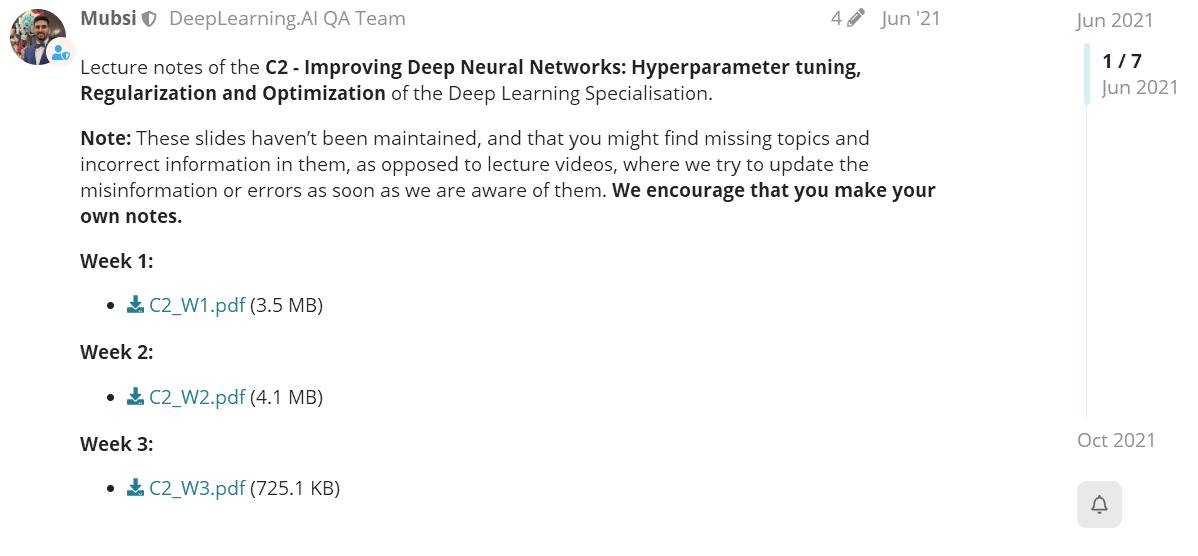 Mubsi DeepLearning.AI QA Team 4 Jun '21
Lecture notes of the C2 - Improving Deep Neural Networks: Hyperparameter tuning,
Regularization and Optimization of the Deep Learning Specialisation.
Note: These slides haven’t been maintained, and that you might find missing topics and
incorrect information in them, as opposed to lecture videos, where we try to update the
misinformation or errors as soon as we are aware of them. We encourage that you make your
own notes.
Week 1:
C2_W1.pdf (3.5 MB)
Week 2:
C2_W2.pdf (4.1 MB)
Week 3:
C2_W3.pdf (725.1 KB)
Jun 2021
1 / 7
Jun 2021
Oct 2021